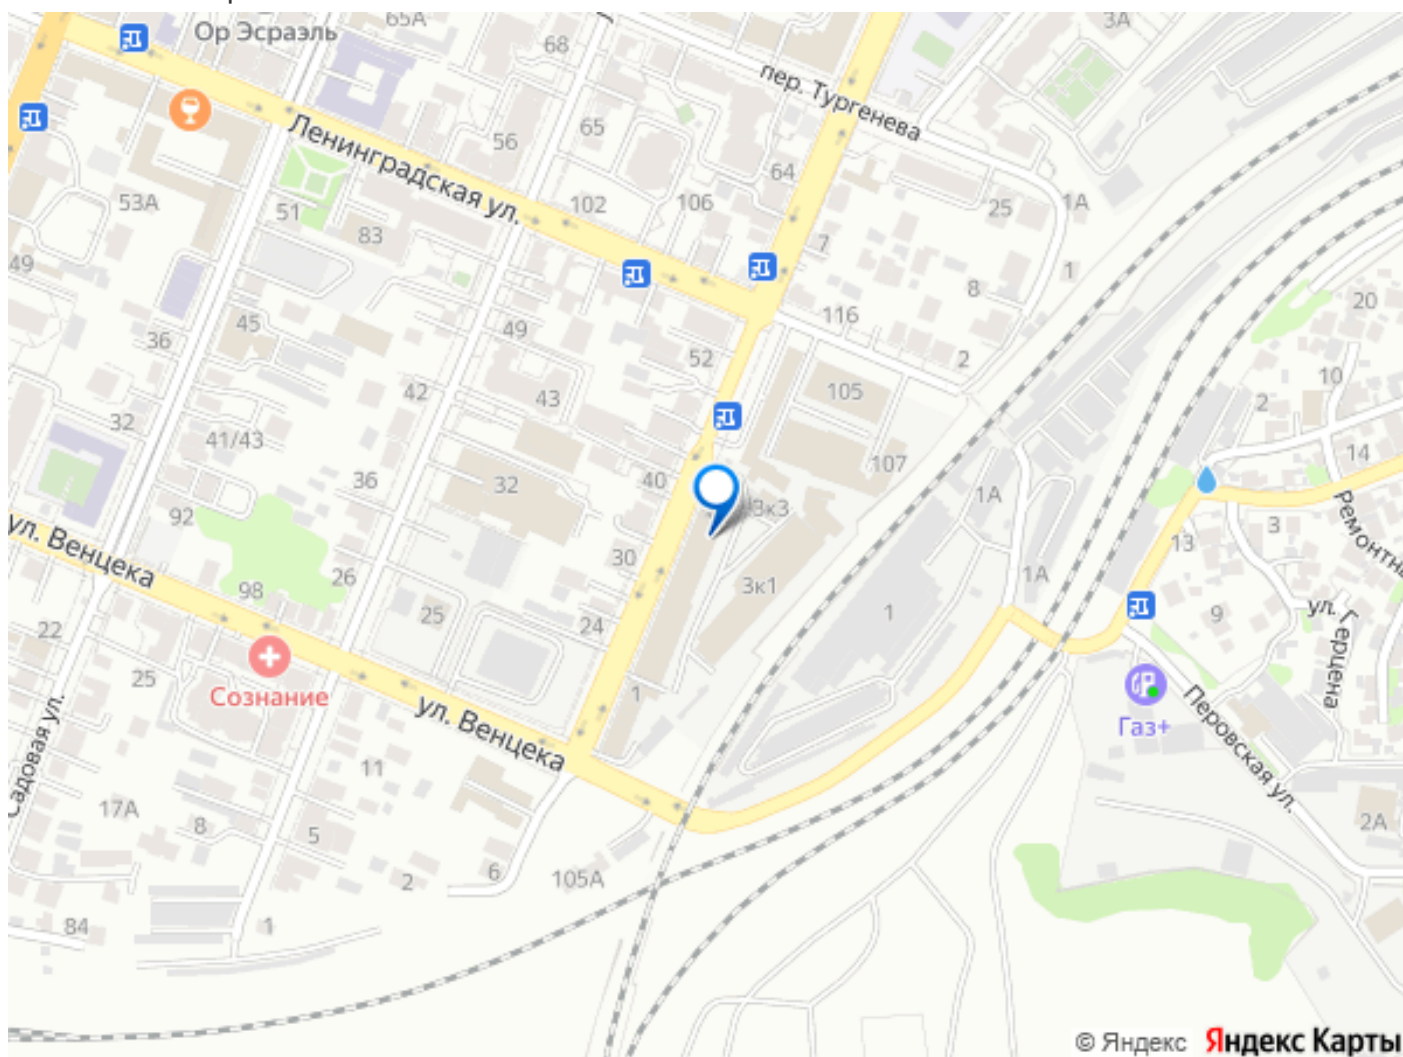 65А
Ор Эсраэль
68
3А
пер. Тургенева
Ленинградская ул.
56
65
64
53А
51
83
102
106
7
25
1А
1
49
36
45
49
52
116
8
2
20
10
2
42
43
105
32
41/43
36
32
40
107
14
92
3к3
1А
ул. Венцека
98
26
30
3к1
1А
13
3
Ремонтна
22
25
24
1
9
ул. Герцена
25
Сознание
1
ул. Венцека
Газ+
Перовская ул.
Садовая ул.
11
17А
8
5
2А
2
6
105А
84
1
© Яндекс Яндекс Карты